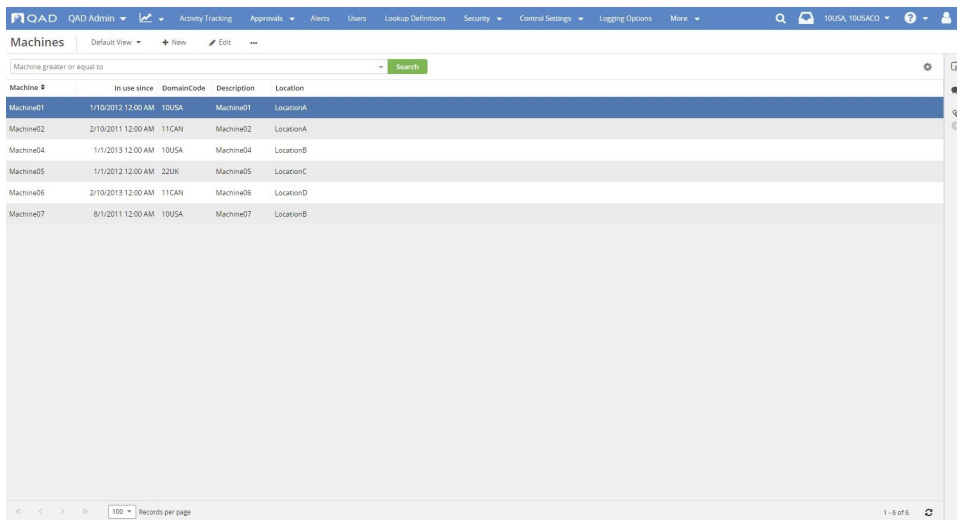 QAD QAD Admin Activity Tracking Approvals Alerts Users Lookup Definitions Security Control Settings Logging Options More 10USA, 10USACO ?
Machines Default View + New Edit •••
Machine greater or equal to Search
Machine In use since DomainCode Description Location
Machine01 1/10/2012 12:00 AM 10USA Machine01 LocationA
Machine02 2/10/2011 12:00 AM 11CAN Machine02 LocationA
Machine04 1/1/2013 12:00 AM 10USA Machine04 LocationB
Machine05 1/1/2012 12:00 AM 22UK Machine05 LocationC
Machine06 2/10/2013 12:00 AM 11CAN Machine06 LocationD
Machine07 8/1/2011 12:00 AM 10USA Machine07 LocationB
« < > » 100 Records per page 1 - 6 of 6